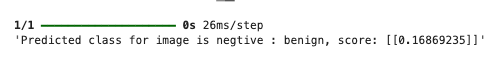 1/1 ━━━━━━━━━━━━━━━━━━━━ 0s 26ms/step
'Predicted class for image is negtive : benign, score: [[0.16869235]]'